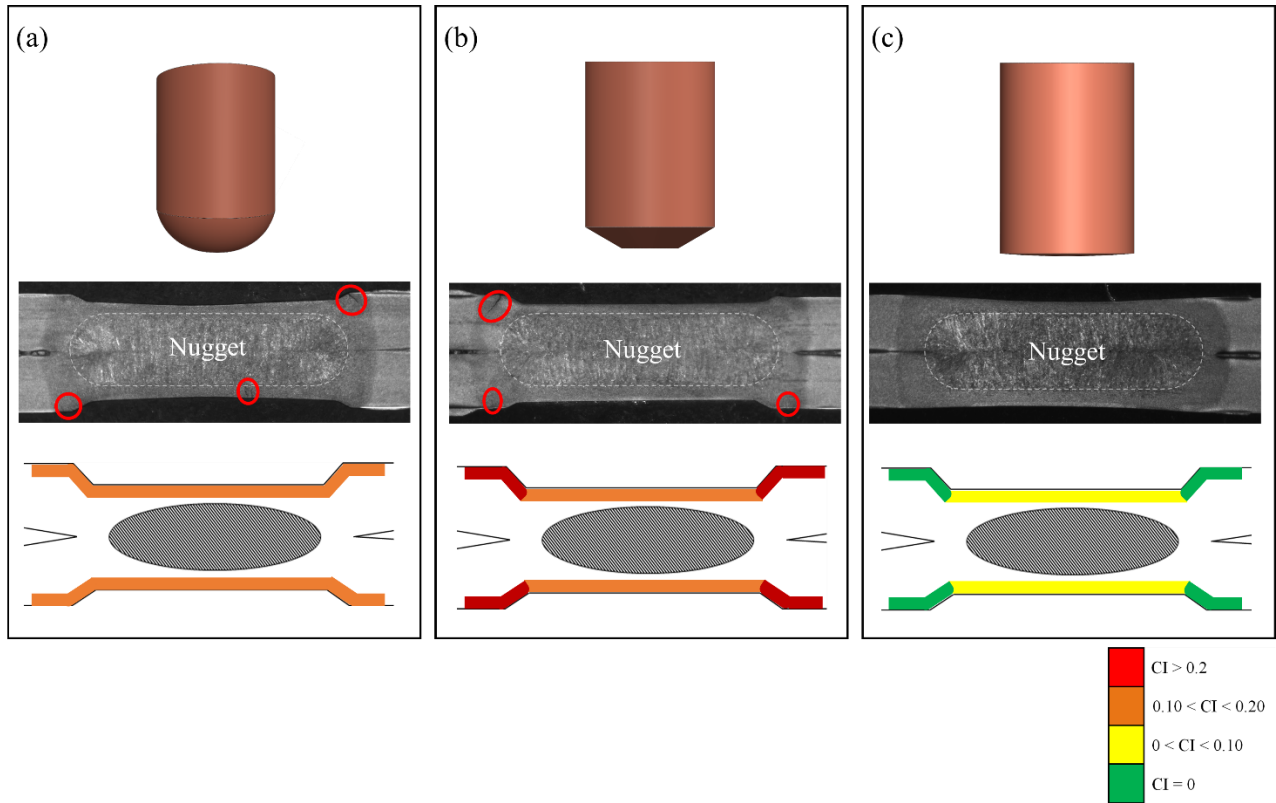 (a)
(b)
(c)
Nugget
Nugget
Nugget
CI > 0.2
0.10 < CI < 0.20
0 < CI < 0.10
CI = 0